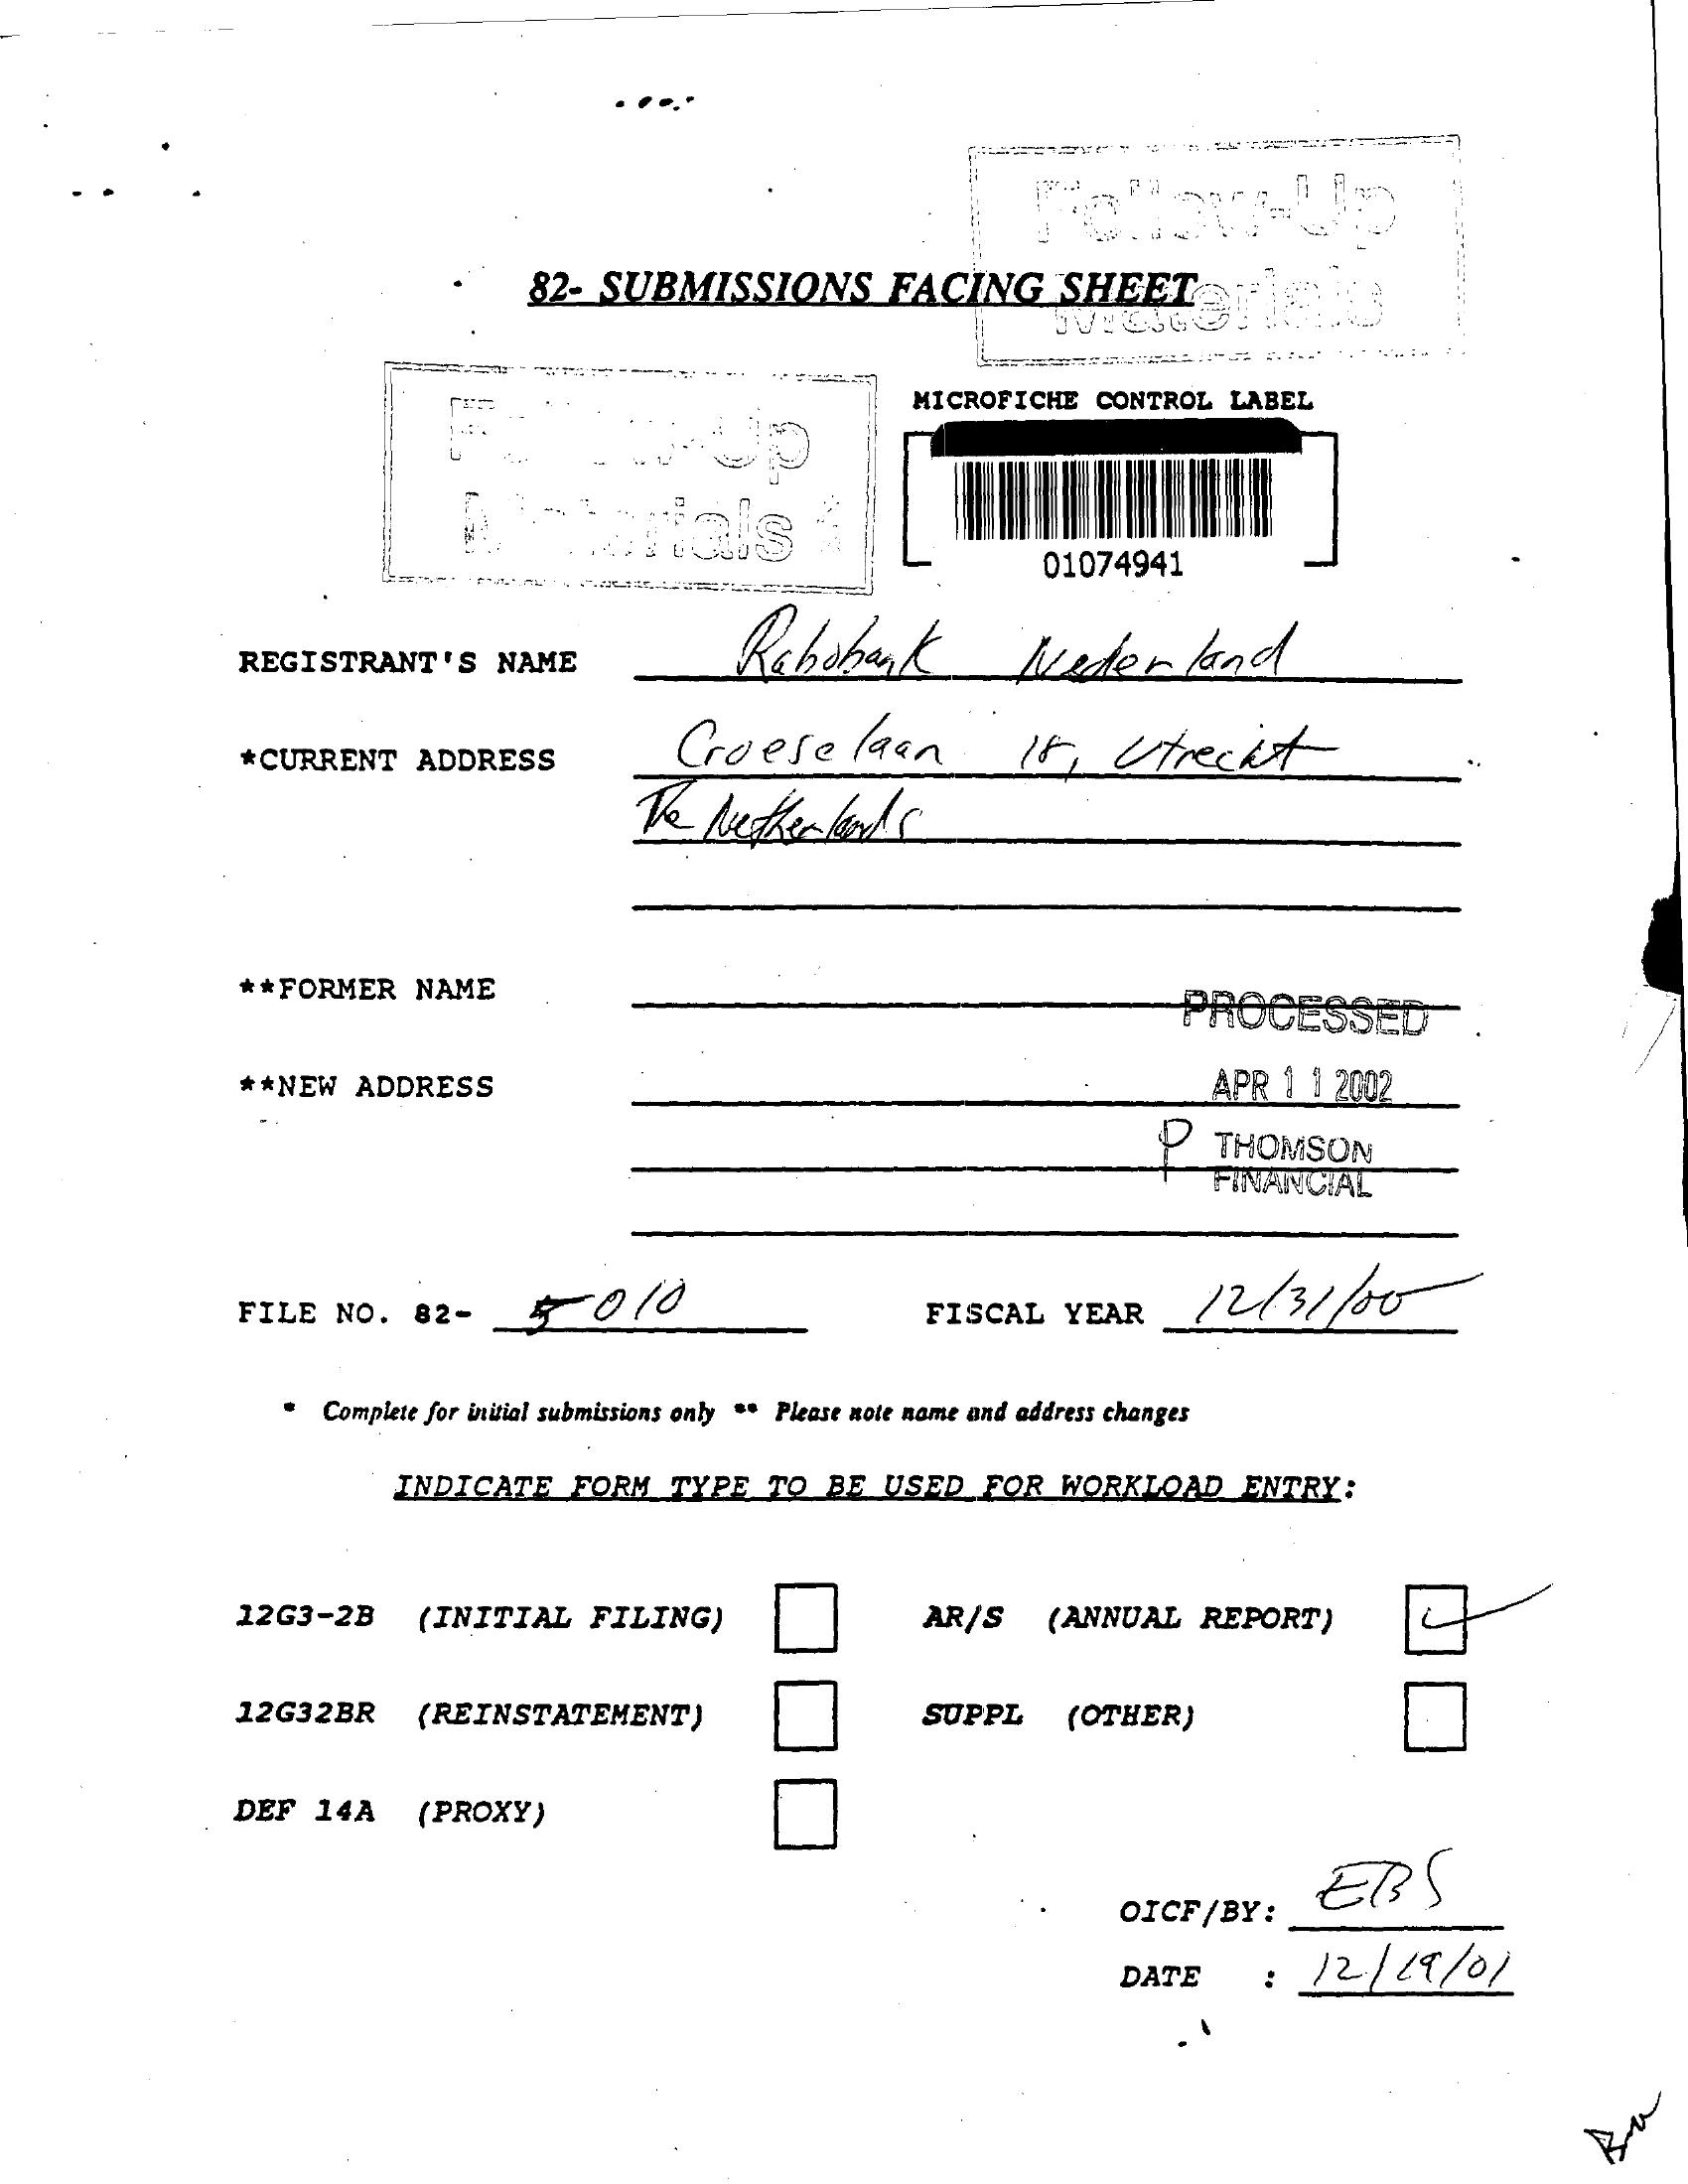 Follow-Up
Materials
82- SUBMISSIONS FACING SHEET
Follow-Up
Materials
MICROFICHE CONTROL LABEL
01074941
REGISTRANT'S NAME Rabobank Nederland
*CURRENT ADDRESS Croeselaan 18, Utrecht
The Netherlands
**FORMER NAME
PROCESSED
**NEW ADDRESS
APR 11 2002
P THOMSON
FINANCIAL
FILE NO. 82- 5010 FISCAL YEAR 12/31/00
* Complete for initial submissions only ** Please note name and address changes
INDICATE FORM TYPE TO BE USED FOR WORKLOAD ENTRY:
12G3-2B (INITIAL FILING) AR/S (ANNUAL REPORT)
12G32BR (REINSTATEMENT) SUPPL (OTHER)
DEF 14A (PROXY)
OICF/BY: EBS
DATE : 12/19/01